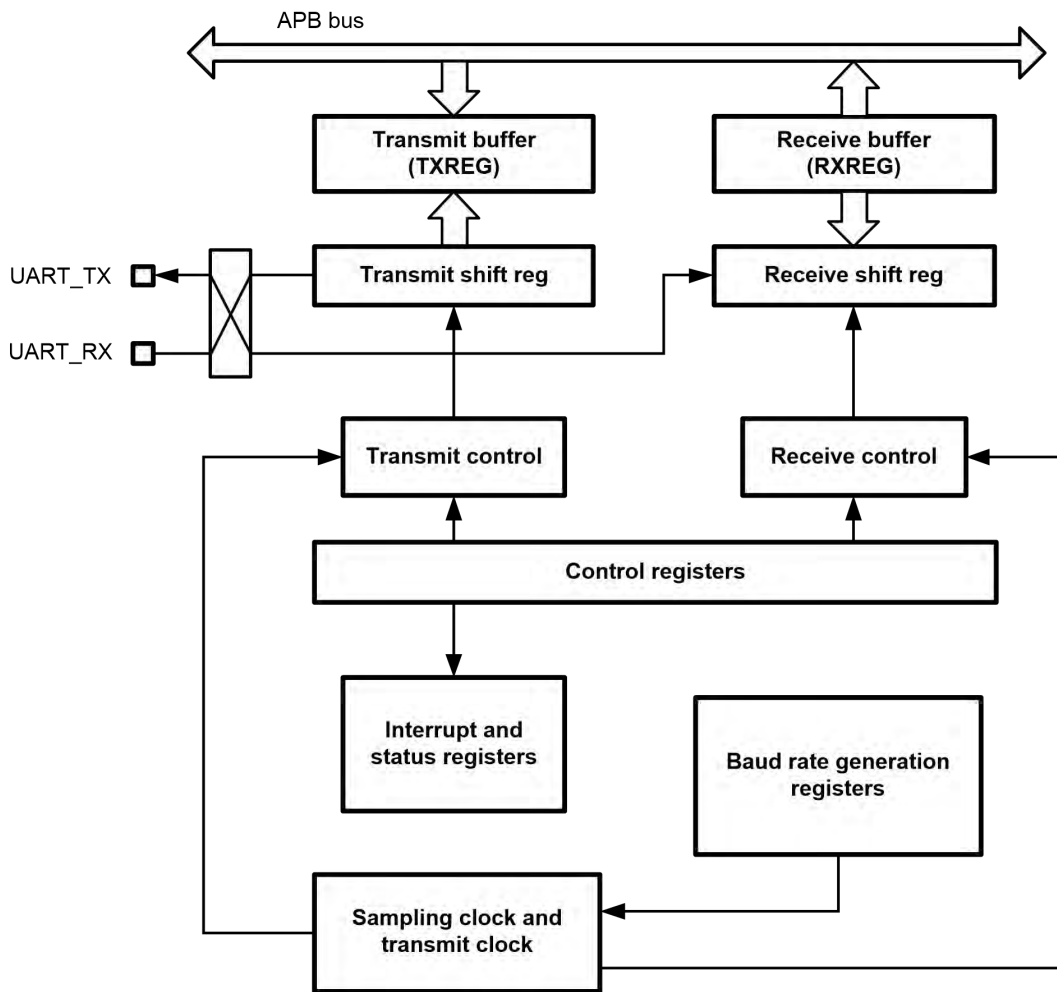 APB bus
Transmit buffer
(TXREG)
Receive buffer
(RXREG)
UART_TX
Transmit shift reg
Receive shift reg
UART_RX
Transmit control
Receive control
Control registers
Interrupt and
status registers
Baud rate generation
registers
Sampling clock and
transmit clock